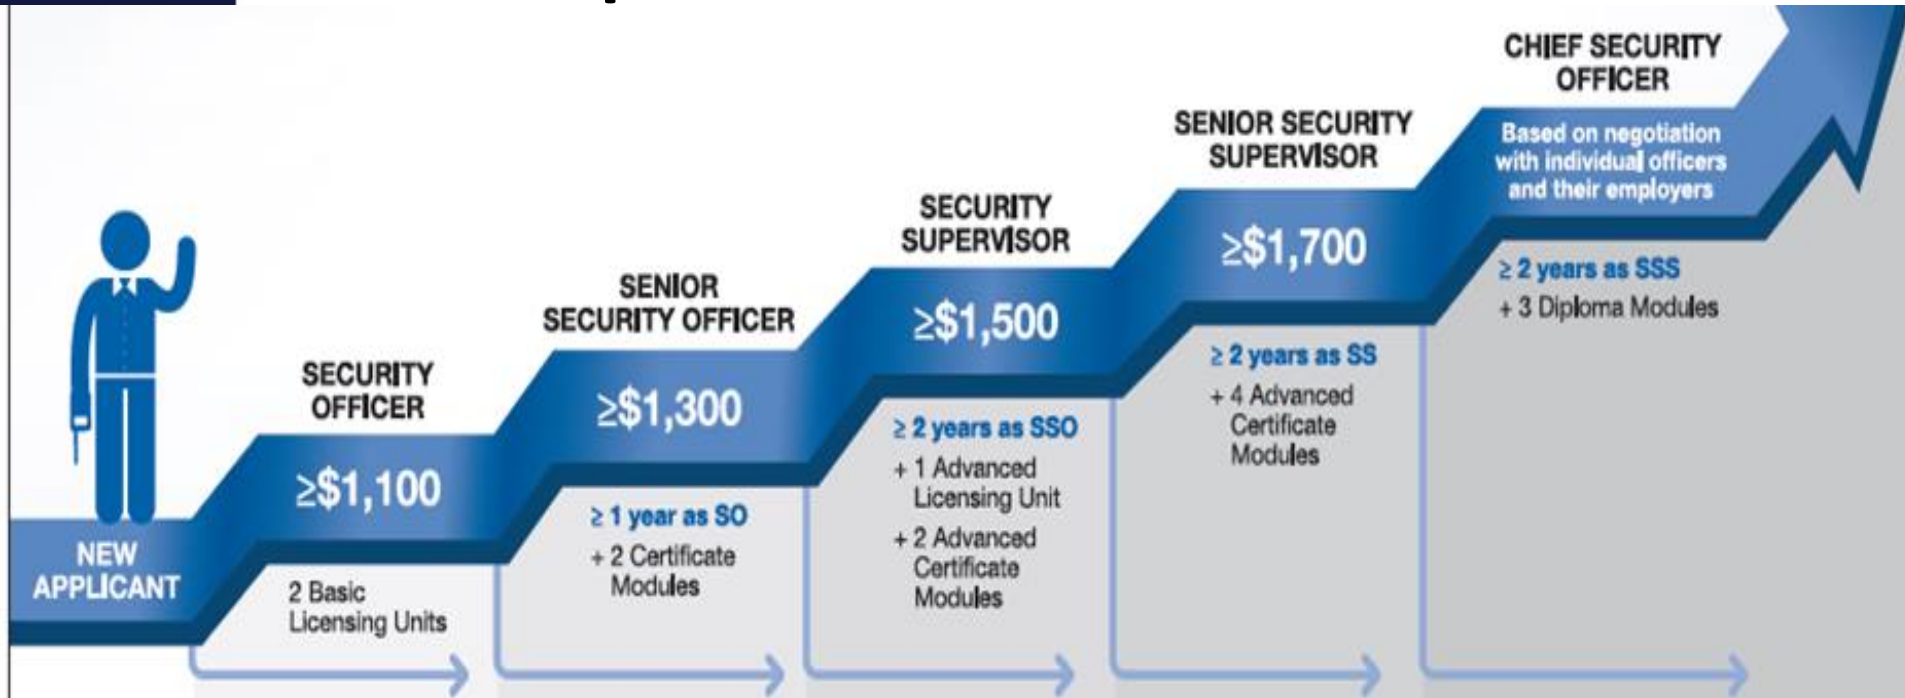 NEW
APPLICANT
SECURITY
OFFICER
≥$1,100
2 Basic
Licensing Units
SENIOR
SECURITY OFFICER
≥$1,300
≥ 1 year as SO
+ 2 Certificate
Modules
SECURITY
SUPERVISOR
≥$1,500
≥ 2 years as SSO
+ 1 Advanced
Licensing Unit
+ 2 Advanced
Certificate
Modules
SENIOR SECURITY
SUPERVISOR
≥$1,700
≥ 2 years as SS
+ 4 Advanced
Certificate
Modules
CHIEF SECURITY
OFFICER
Based on negotiation
with individual officers
and their employers
≥ 2 years as SSS
+ 3 Diploma Modules